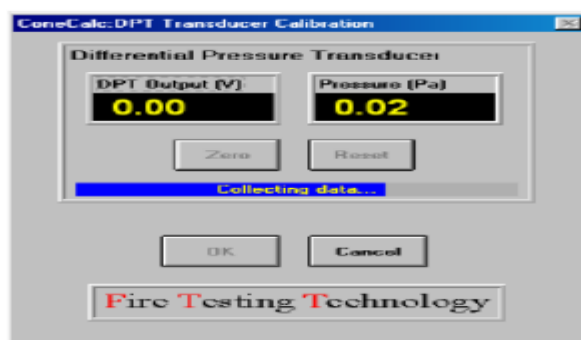 ConeCalc:DPT Transducer Calibration
Differential Pressure Transducer
DPT Output (V) Pressure (Pa)
0.00 0.02
Zero Reset
Collecting data...
OK Cancel
Fire Testing Technology